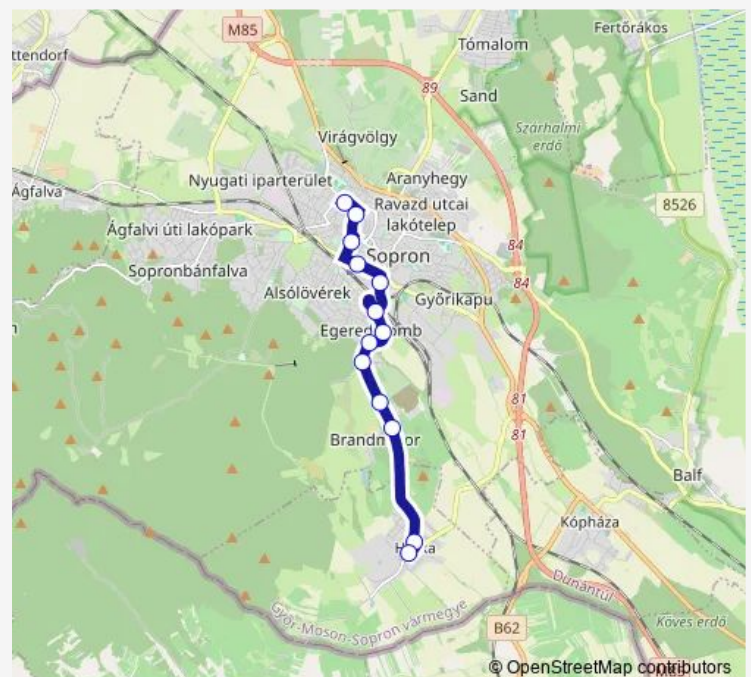 M85
Fertőrákos
ttendorf
Tómalom
89
Sand
Szárhalmi
erdő
Virágvölgy
Nyugati iparterület
Aranyhegy
Ágfalva
Ravazd utcai
lakótelep
8526
Ágfalvi úti lakópark
84
84
Sopron
Sopronbánfalva
Alsólövérek
Győrikapu
81
81
Balf
Kópháza
Dunántúl
Győr-Moson-Sopron vármegye
B62
Köves erdő
M85
© OpenStreetMap contributors